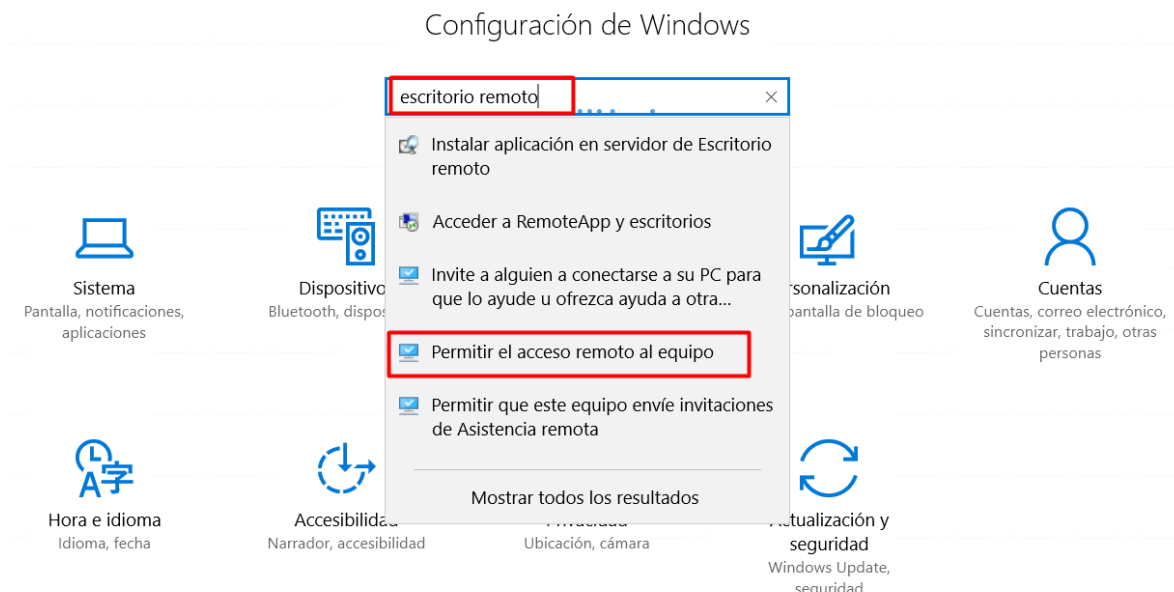 Configuración de Windows
escritorio remoto
Instalar aplicación en servidor de Escritorio
remoto
Acceder a RemoteApp y escritorios
Invite a alguien a conectarse a su PC para
que lo ayude u ofrezca ayuda a otra...
Permitir el acceso remoto al equipo
Permitir que este equipo envíe invitaciones
de Asistencia remota
Mostrar todos los resultados
Sistema
Pantalla, notificaciones,
aplicaciones
Dispositivo
Bluetooth, dispos
rsonalización
pantalla de bloqueo
Cuentas
Cuentas, correo electrónico,
sincronizar, trabajo, otras
personas
Hora e idioma
Idioma, fecha
Accesibilidad
Narrador, accesibilidad
Privacidad
Ubicación, cámara
Actualización y
seguridad
Windows Update,
seguridad